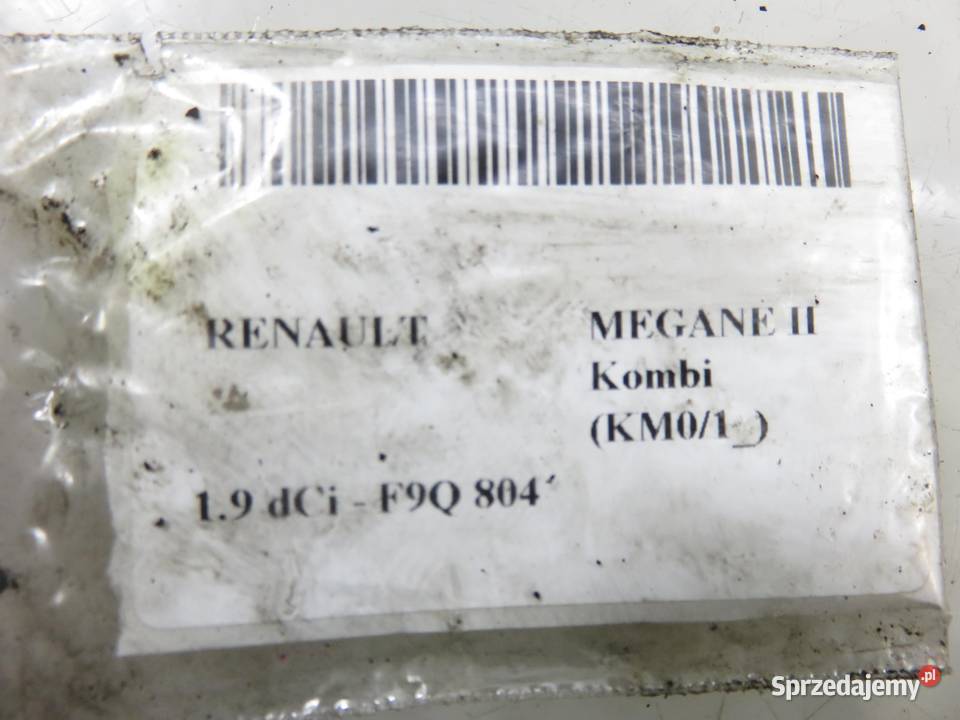 RENAULT MEGANE II
Kombi
(KM0/1_)
1.9 dCi - F9Q 804
Sprzedajemy.pl